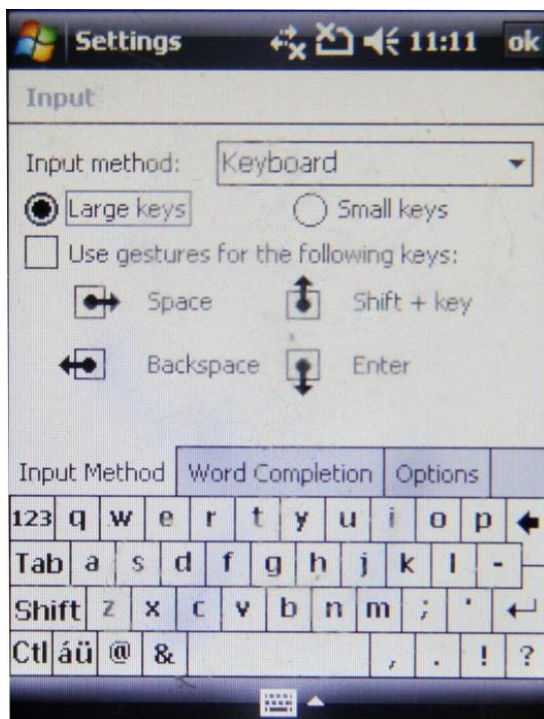 Settings 11:11 ok
Input
Input method: Keyboard
Large keys Small keys
Use gestures for the following keys:
Space Shift + key
Backspace Enter
Input Method Word Completion Options
123 q w e r t y u i o p
Tab a s d f g h j k l -
Shift z x c v b n m ; '
Ctl áü @ & , . ! ?